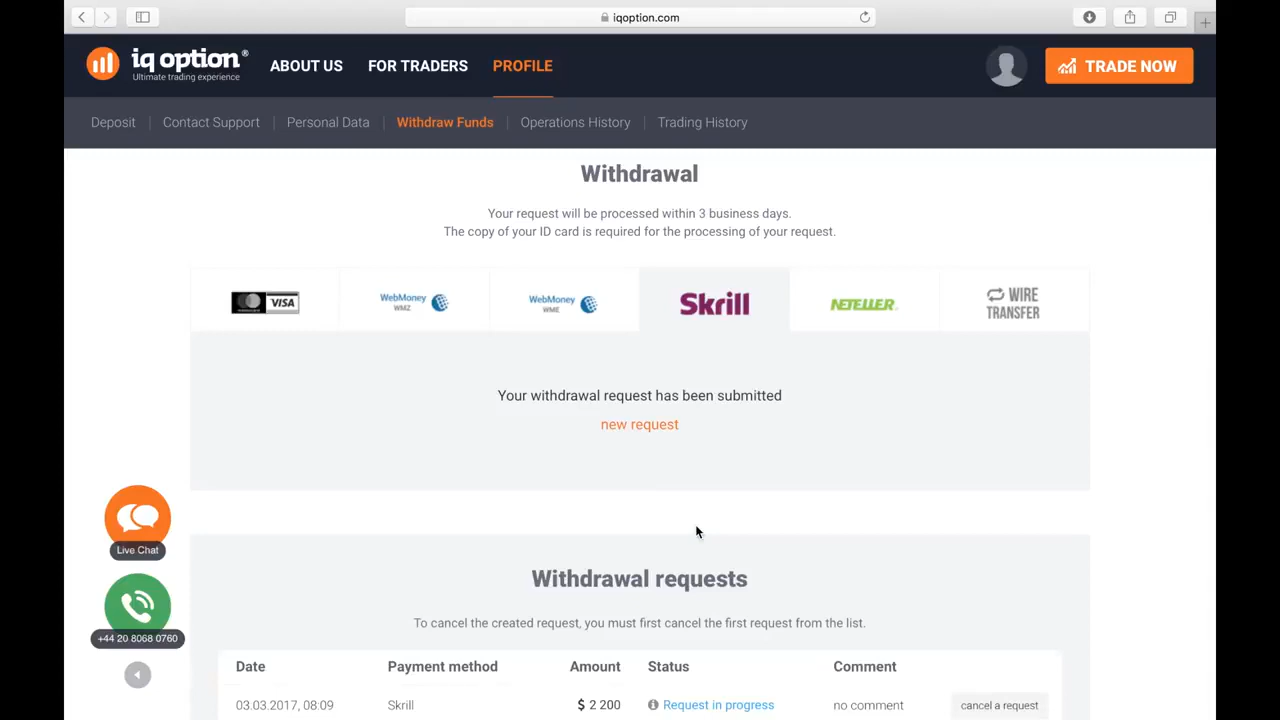 iqoption.com
iq option®
Ultimate trading experience
ABOUT US
FOR TRADERS
PROFILE
TRADE NOW
Deposit
Contact Support
Personal Data
Withdraw Funds
Operations History
Trading History
Withdrawal
Your request will be processed within 3 business days.
The copy of your ID card is required for the processing of your request.
VISA
WebMoney
WMZ
WebMoney
WME
Skrill
NETELLER
WIRE
TRANSFER
Your withdrawal request has been submitted
new request
Live Chat
+44 20 8068 0760
Withdrawal requests
To cancel the created request, you must first cancel the first request from the list.
Date Payment method Amount Status Comment
03.03.2017, 08:09 Skrill $ 2 200 Request in progress no comment cancel a request